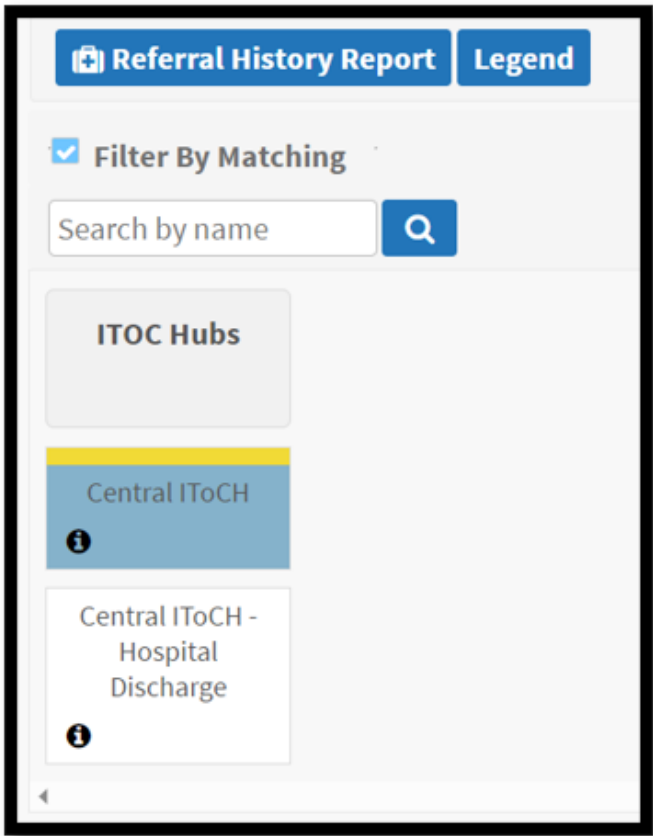 Referral History Report Legend
Filter By Matching
Search by name
ITOC Hubs
Central IToCH
Central IToCH -
Hospital
Discharge